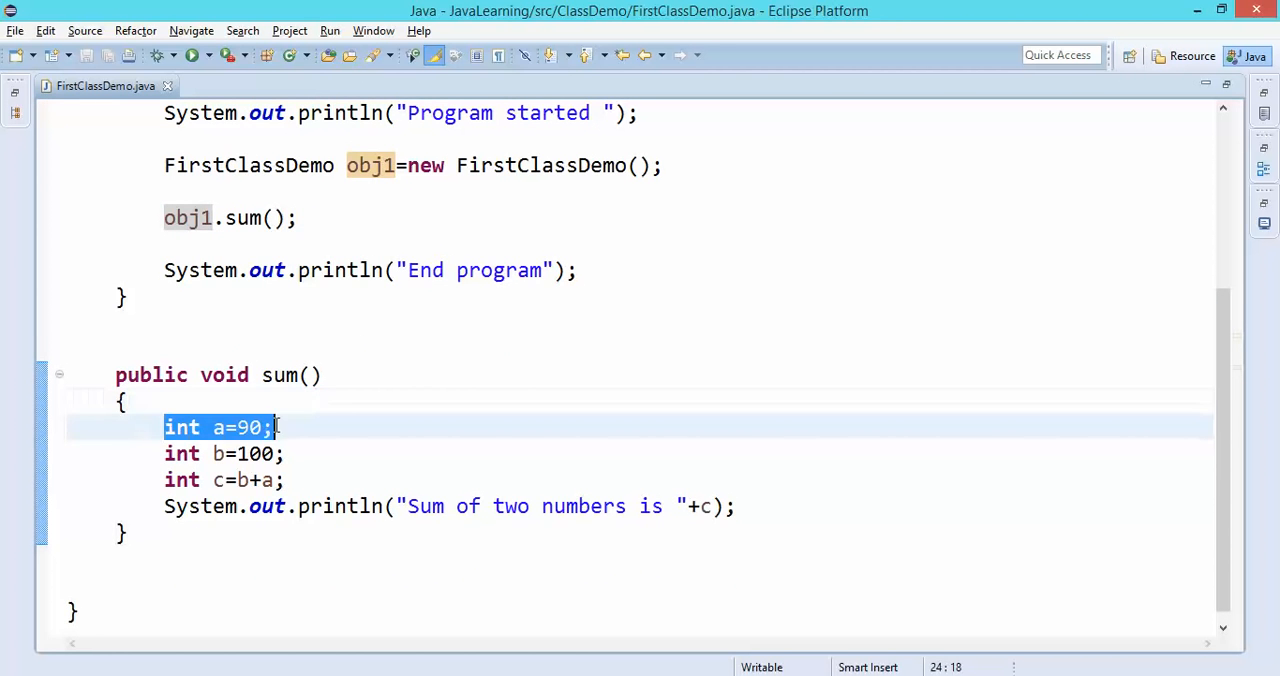 Java - JavaLearning/src/ClassDemo/FirstClassDemo.java - Eclipse Platform
File Edit Source Refactor Navigate Search Project Run Window Help
Quick Access Resource Java
FirstClassDemo.java
System.out.println("Program started ");
FirstClassDemo obj1=new FirstClassDemo();
obj1.sum();
System.out.println("End program");
}
public void sum()
{
int a=90;
int b=100;
int c=b+a;
System.out.println("Sum of two numbers is "+c);
}
}
Writable Smart Insert 24 : 18